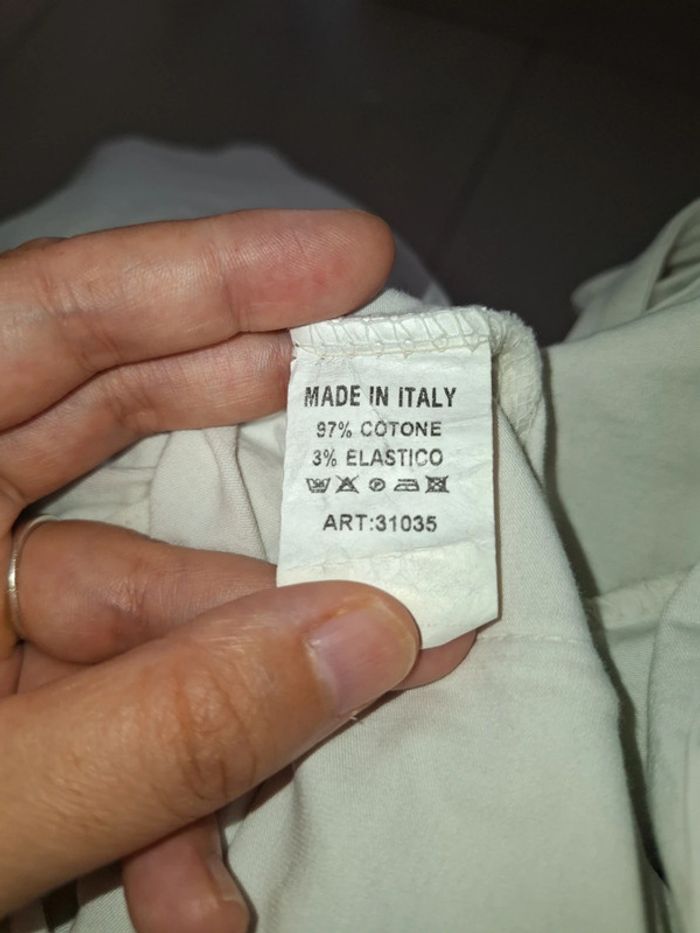 MADE IN ITALY
97% COTONE
3% ELASTICO
ART:31035